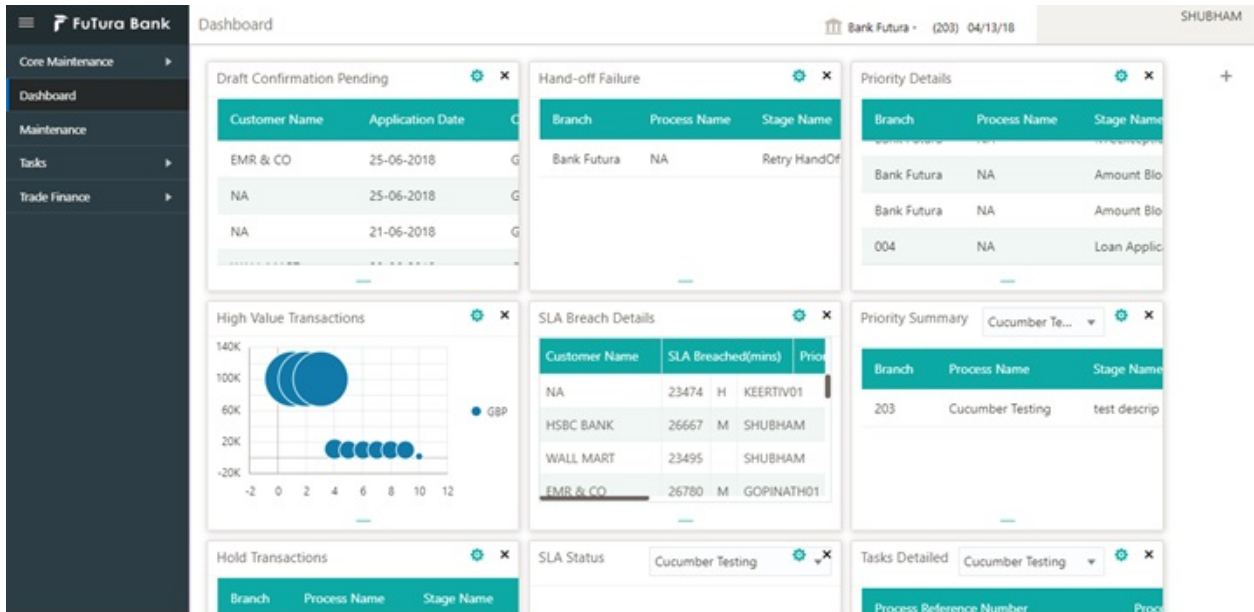 FuTura Bank
Dashboard
Bank Futura - (203) 04/13/18
SHUBHAM
Core Maintenance
Dashboard
Maintenance
Tasks
Trade Finance
Draft Confirmation Pending
Customer Name Application Date C
EMR & CO 25-06-2018 G
NA 25-06-2018 G
NA 21-06-2018 G
Hand-off Failure
Branch Process Name Stage Name
Bank Futura NA Retry HandOf
Priority Details
Branch Process Name Stage Name
Bank Futura NA Amount Blo
Bank Futura NA Amount Blo
004 NA Loan Applic
High Value Transactions
140K
100K
60K
20K
-20K
-2 0 2 4 6 8 10 12
GBP
SLA Breach Details
Customer Name SLA Breached(mins) Prior
NA 23474 H KEERTIV01
HSBC BANK 26667 M SHUBHAM
WALL MART 23495 SHUBHAM
EMR & CO 26780 M GOPINATH01
Priority Summary Cucumber Te...
Branch Process Name Stage Name
203 Cucumber Testing test descrip
Hold Transactions
Branch Process Name Stage Name
SLA Status Cucumber Testing
Tasks Detailed Cucumber Testing
Process Reference Number Proce